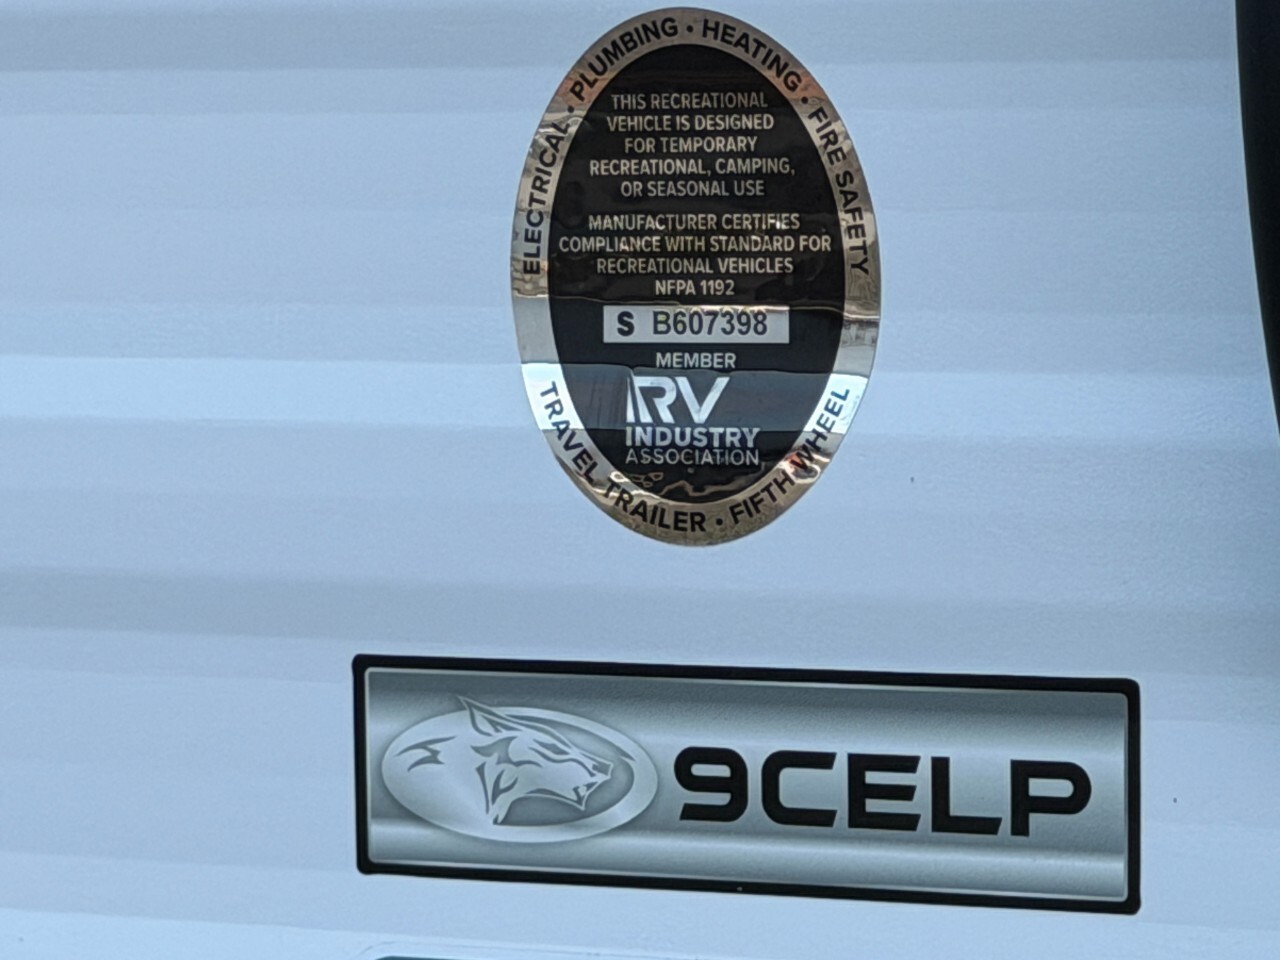 ELECTRICAL • PLUMBING • HEATING • FIRE SAFETY
THIS RECREATIONAL
VEHICLE IS DESIGNED
FOR TEMPORARY
RECREATIONAL, CAMPING,
OR SEASONAL USE
MANUFACTURER CERTIFIES
COMPLIANCE WITH STANDARD FOR
RECREATIONAL VEHICLES
NFPA 1192
S B607398
MEMBER
RV
INDUSTRY
ASSOCIATION
TRAVEL TRAILER • FIFTH WHEEL
9CELP